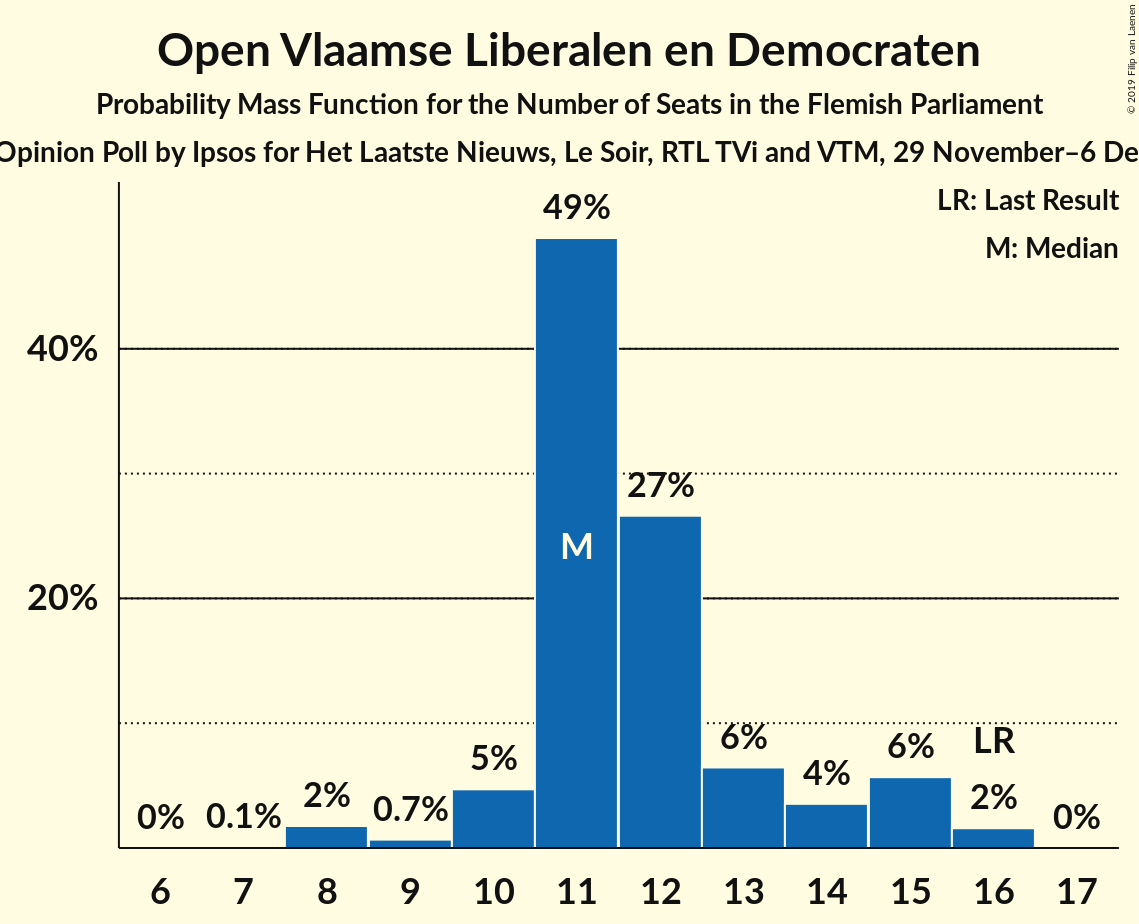 Open Vlaamse Liberalen en Democraten
Probability Mass Function for the Number of Seats in the Flemish Parliament
Opinion Poll by Ipsos for Het Laatste Nieuws, Le Soir, RTL TVi and VTM, 29 November–6 De
© 2019 Filip van Laenen
LR: Last Result
M: Median
49%
40%
27%
M
20%
6%
LR
6%
5%
4%
2%
2%
0.7%
0%
0.1%
0%
6 7 8 9 10 11 12 13 14 15 16 17